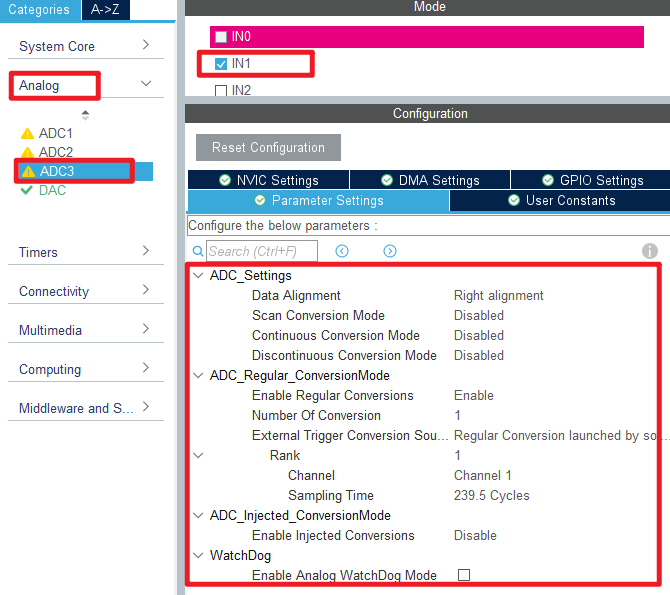 Categories A->Z
System Core
Analog
ADC1
ADC2
ADC3
DAC
Timers
Connectivity
Multimedia
Computing
Middleware and S...
Mode
IN0
IN1
IN2
Configuration
Reset Configuration
NVIC Settings DMA Settings GPIO Settings
Parameter Settings User Constants
Configure the below parameters :
Search (Ctrl+F)
ADC_Settings
Data Alignment Right alignment
Scan Conversion Mode Disabled
Continuous Conversion Mode Disabled
Discontinuous Conversion Mode Disabled
ADC_Regular_ConversionMode
Enable Regular Conversions Enable
Number Of Conversion 1
External Trigger Conversion Sou... Regular Conversion launched by so...
Rank 1
Channel Channel 1
Sampling Time 239.5 Cycles
ADC_Injected_ConversionMode
Enable Injected Conversions Disable
WatchDog
Enable Analog WatchDog Mode